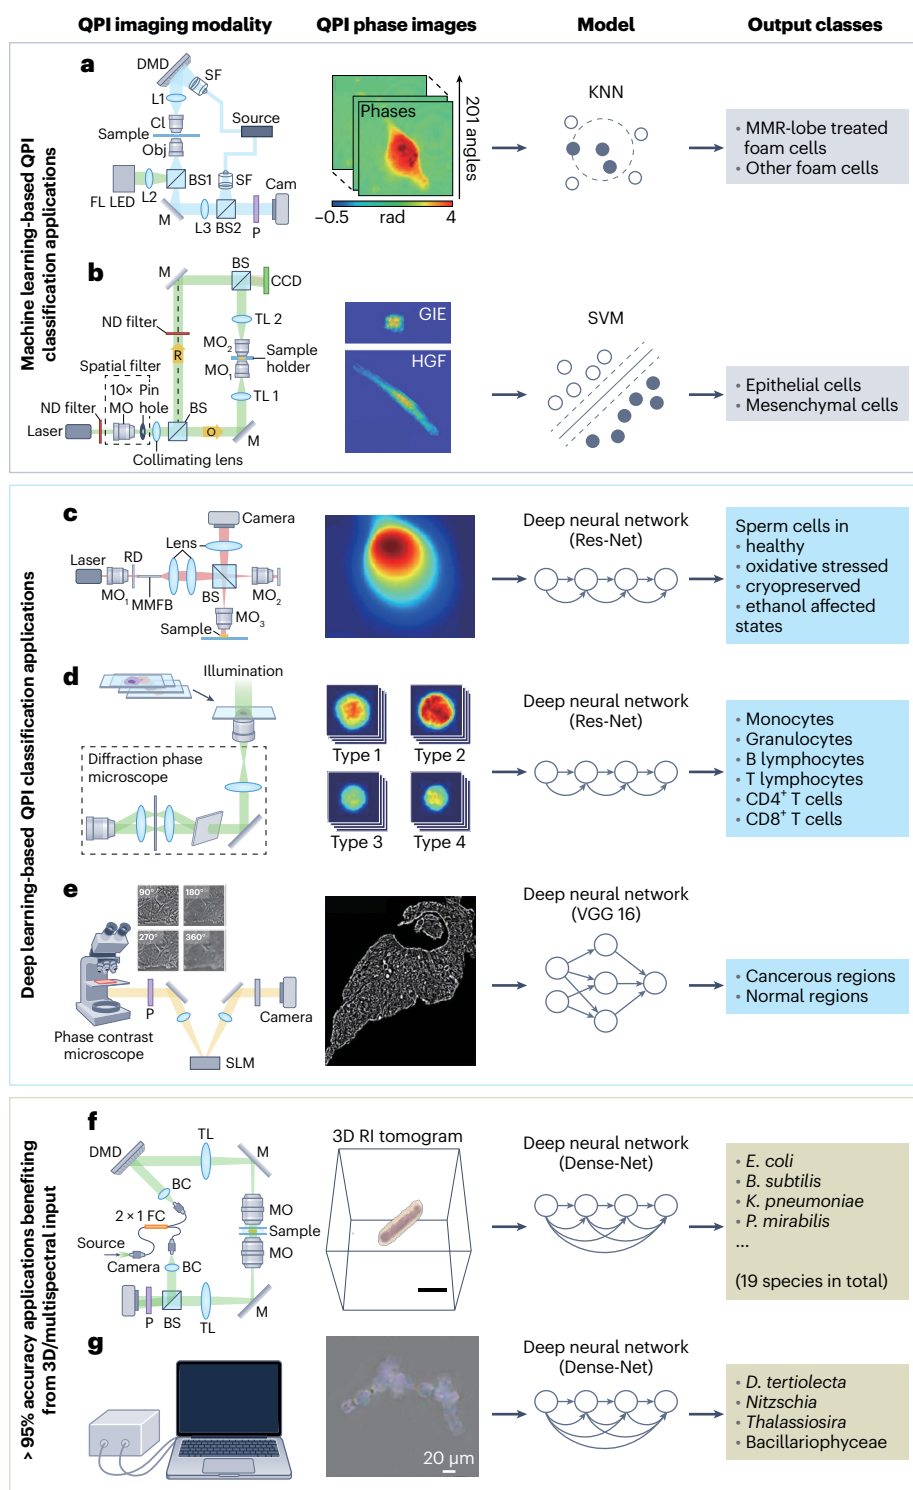 QPI imaging modality
QPI phase images
Model
Output classes
Machine learning-based QPI
classification applications
a
DMD
SF
L1
Source
Cl
Sample
Obj
BS1
SF
Cam
FL LED
L2
M
L3
BS2
P
Phases
201 angles
–0.5
rad
4
KNN
• MMR-lobe treated
foam cells
• Other foam cells
b
M
BS
CCD
ND filter
TL 2
MO2
Sample
holder
MO1
R
Spatial filter
10× Pin
MO hole
ND filter
BS
TL 1
Laser
O
M
Collimating lens
GIE
HGF
SVM
• Epithelial cells
• Mesenchymal cells
Deep learning-based QPI classification applications
c
Camera
Lens
Laser
RD
MO1
MMFB
BS
MO2
MO3
Sample
Deep neural network
(Res-Net)
Sperm cells in
• healthy
• oxidative stressed
• cryopreserved
• ethanol affected
states
d
Illumination
Diffraction phase
microscope
Type 1
Type 2
Type 3
Type 4
Deep neural network
(Res-Net)
• Monocytes
• Granulocytes
• B lymphocytes
• T lymphocytes
• CD4+ T cells
• CD8+ T cells
e
90°
180°
270°
360°
P
Camera
Phase contrast
microscope
SLM
Deep neural network
(VGG 16)
• Cancerous regions
• Normal regions
> 95% accuracy applications benefiting
from 3D/multispectral input
f
TL
DMD
M
BC
MO
2 × 1 FC
Sample
Source
MO
Camera
BC
P
BS
TL
M
3D RI tomogram
Deep neural network
(Dense-Net)
• E. coli
• B. subtilis
• K. pneumoniae
• P. mirabilis
...
(19 species in total)
g
20 µm
Deep neural network
(Dense-Net)
• D. tertiolecta
• Nitzschia
• Thalassiosira
• Bacillariophyceae